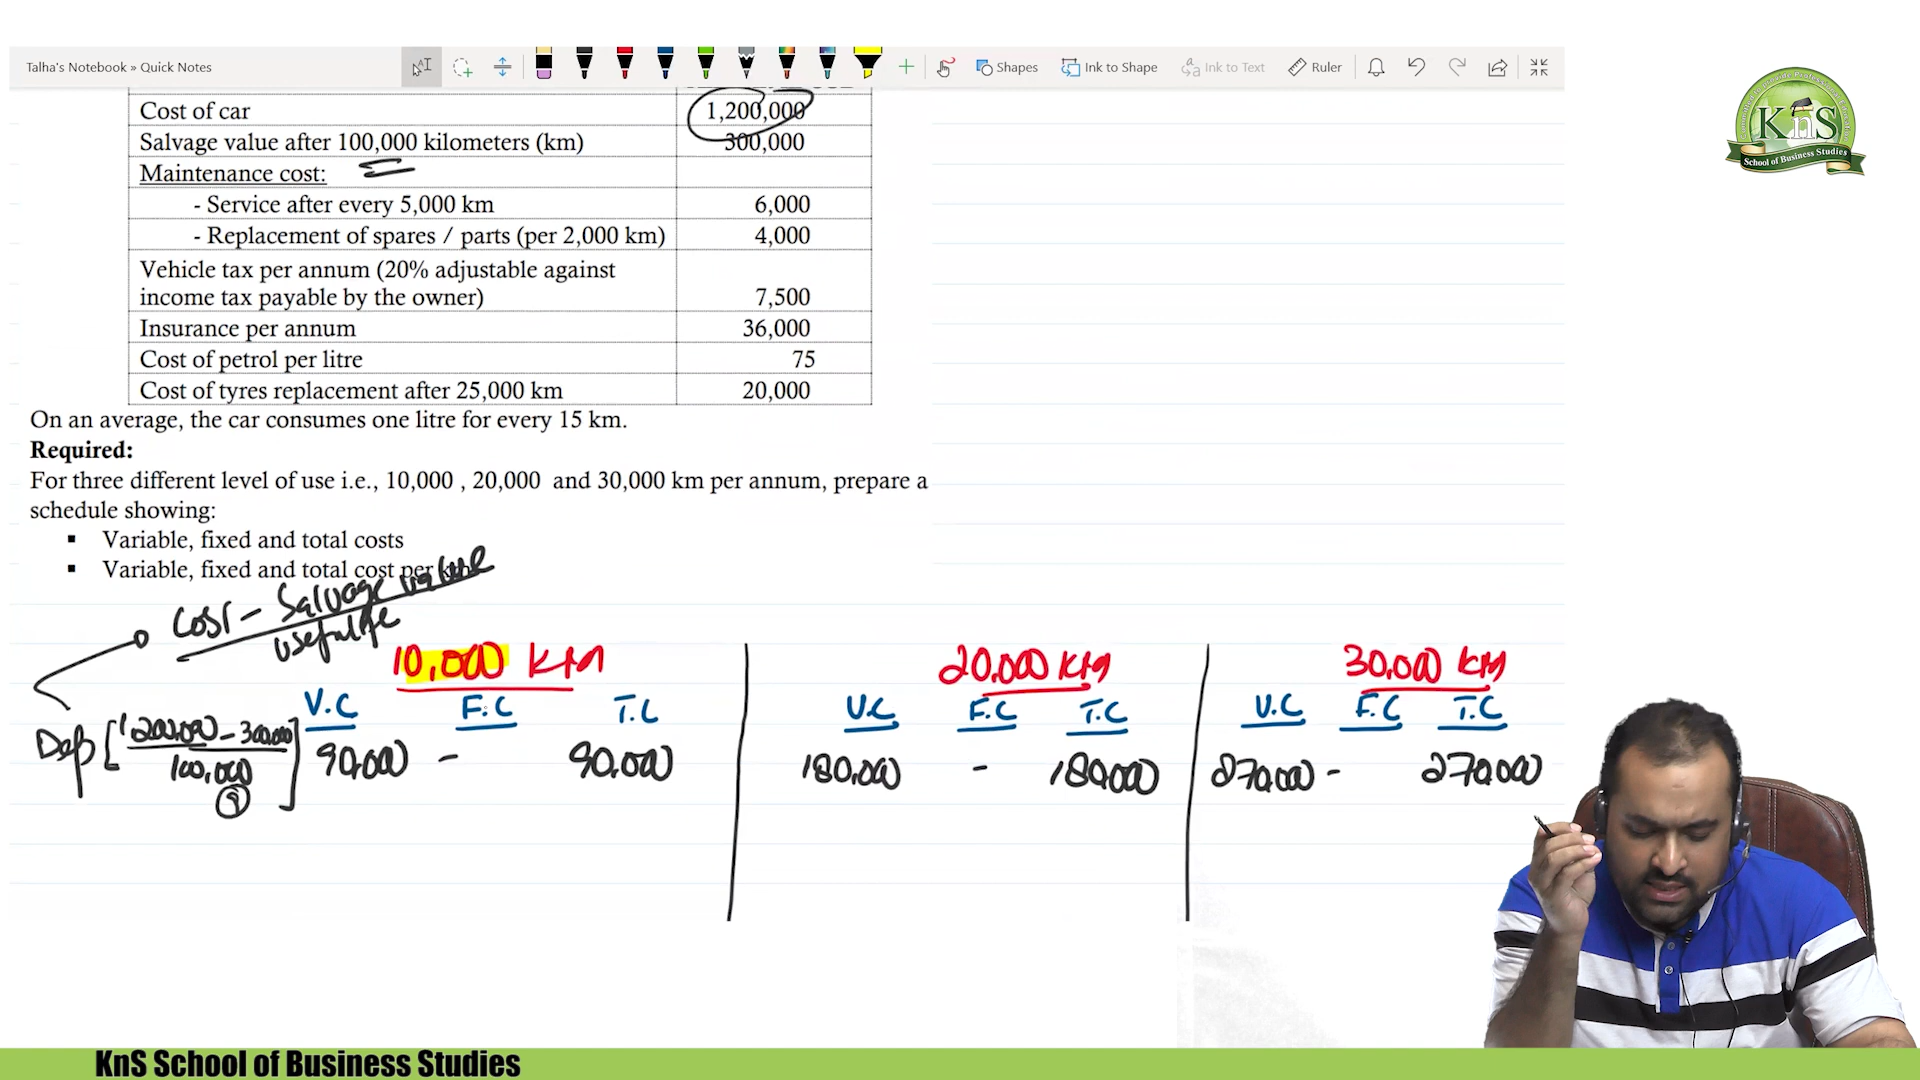 Talha's Notebook » Quick Notes
Shapes
Ink to Shape
Ink to Text
Ruler
Cost of car 1,200,000
Salvage value after 100,000 kilometers (km) 300,000
Maintenance cost:
- Service after every 5,000 km 6,000
- Replacement of spares / parts (per 2,000 km) 4,000
Vehicle tax per annum (20% adjustable against
income tax payable by the owner) 7,500
Insurance per annum 36,000
Cost of petrol per litre 75
Cost of tyres replacement after 25,000 km 20,000
On an average, the car consumes one litre for every 15 km.
Required:
For three different level of use i.e., 10,000 , 20,000 and 30,000 km per annum, prepare a
schedule showing:
▪ Variable, fixed and total costs
▪ Variable, fixed and total cost per km
Cost - Salvage value
useful life
10,000 KM 20,000 KM 30,000 KM
V.C F.C T.C V.C F.C T.C V.C F.C T.C
Dep [1200,000 - 300,000 90,000 - 90,000 180,000 - 180,000 270,000 - 270,000
100,000]
9
KnS
School of Business Studies
KnS School of Business Studies